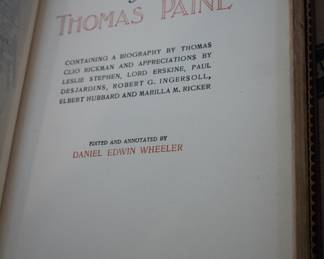 THOMAS PAINE
CONTAINING A BIOGRAPHY BY THOMAS
CLIO RICKMAN AND APPRECIATIONS BY
LESLIE STEPHEN, LORD ERSKINE, PAUL
DESJARDINS, ROBERT G. INGERSOLL,
ELBERT HUBBARD AND MARILLA M. RICKER
EDITED AND ANNOTATED BY
DANIEL EDWIN WHEELER